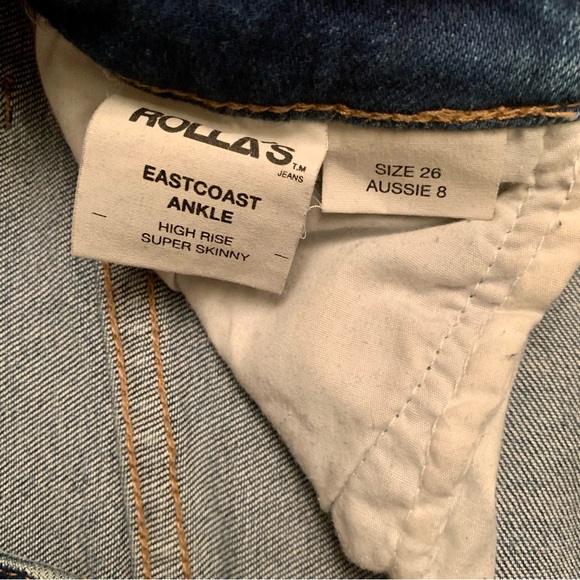 ROLLA'S
T.M
JEANS
EASTCOAST
ANKLE
HIGH RISE
SUPER SKINNY
SIZE 26
AUSSIE 8